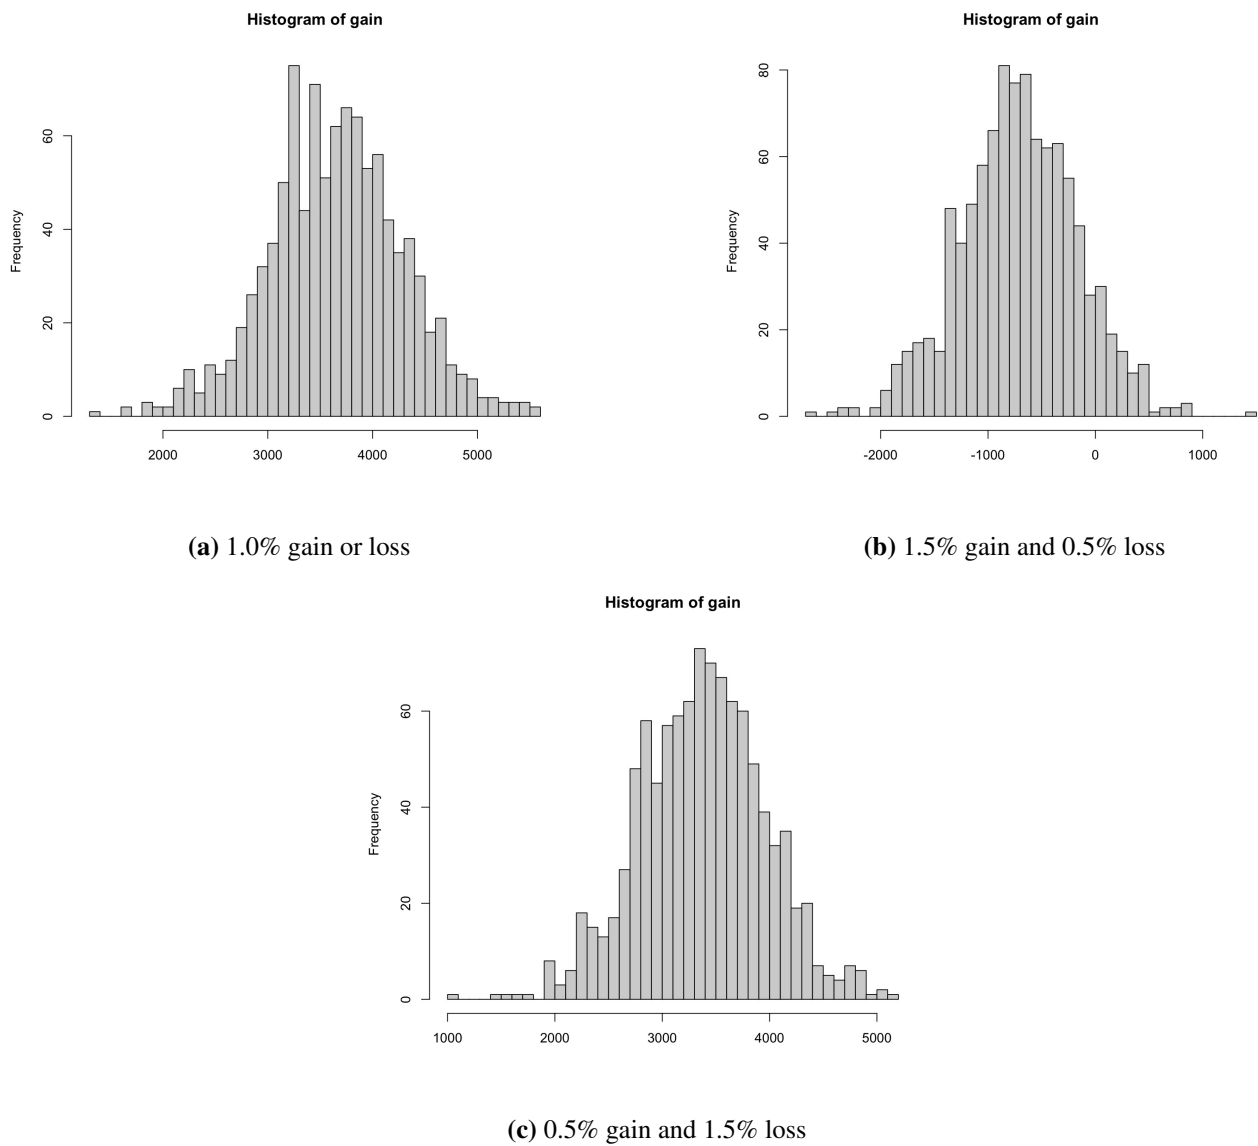 Histogram of gain
Frequency
0 20 40 60
2000 3000 4000 5000
(a) 1.0% gain or loss
Histogram of gain
Frequency
0 20 40 60 80
-2000 -1000 0 1000
(b) 1.5% gain and 0.5% loss
Histogram of gain
Frequency
0 20 40 60
1000 2000 3000 4000 5000
(c) 0.5% gain and 1.5% loss